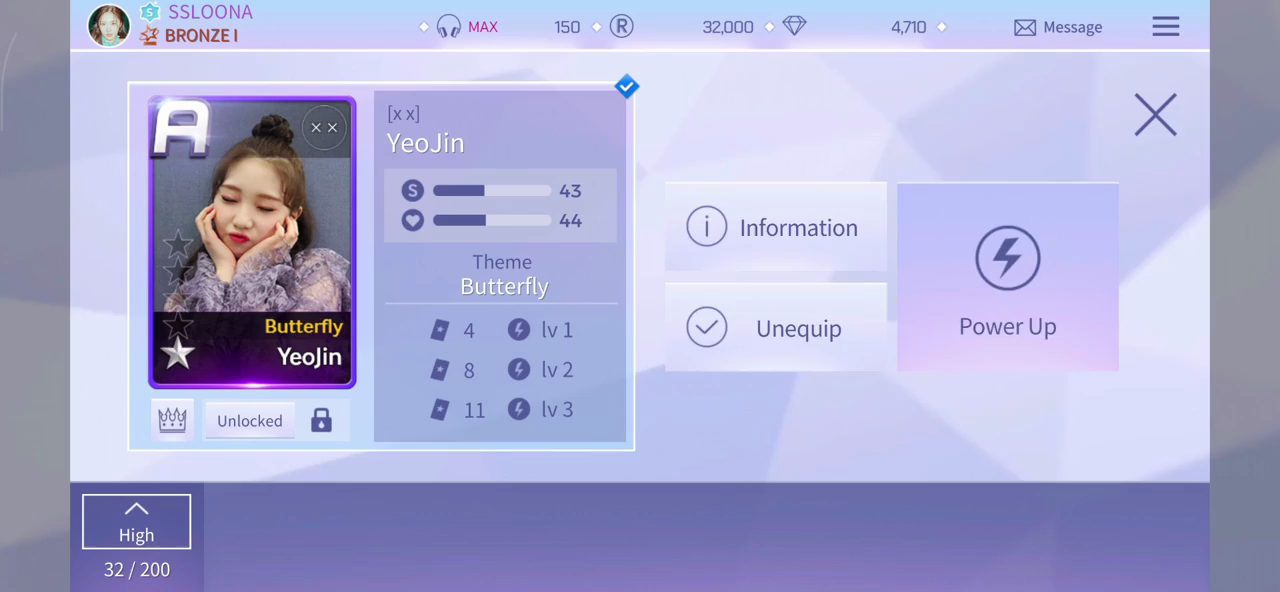 S SSLOONA
BRONZE I
MAX
150
R
32,000
4,710
Message
A
× ×
Butterfly
YeoJin
Unlocked
[x x]
YeoJin
S 43
44
Theme
Butterfly
4 lv 1
8 lv 2
11 lv 3
i Information
Unequip
Power Up
High
32 / 200